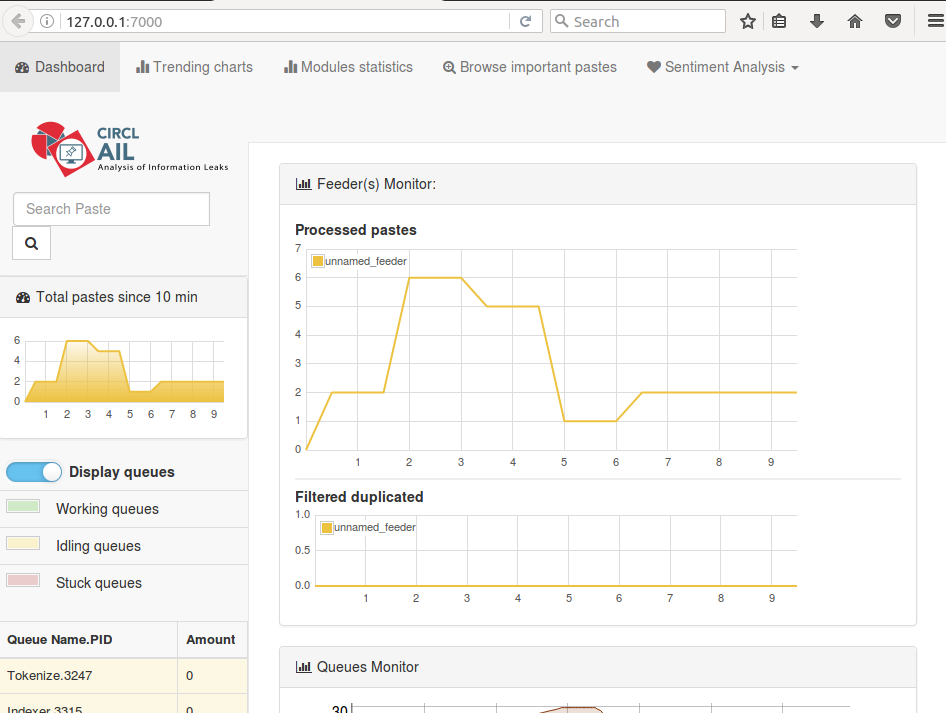 127.0.0.1:7000
Search
Dashboard
Trending charts
Modules statistics
Browse important pastes
Sentiment Analysis
CIRCL
AIL
Analysis of Information Leaks
Search Paste
Total pastes since 10 min
6
4
2
0
1 2 3 4 5 6 7 8 9
Display queues
Working queues
Idling queues
Stuck queues
Queue Name.PID Amount
Tokenize.3247 0
Indexer.3315 0
Feeder(s) Monitor:
Processed pastes
7
unnamed_feeder
6
5
4
3
2
1
0
1 2 3 4 5 6 7 8 9
Filtered duplicated
1.0
unnamed_feeder
0.5
0.0
1 2 3 4 5 6 7 8 9
Queues Monitor
30